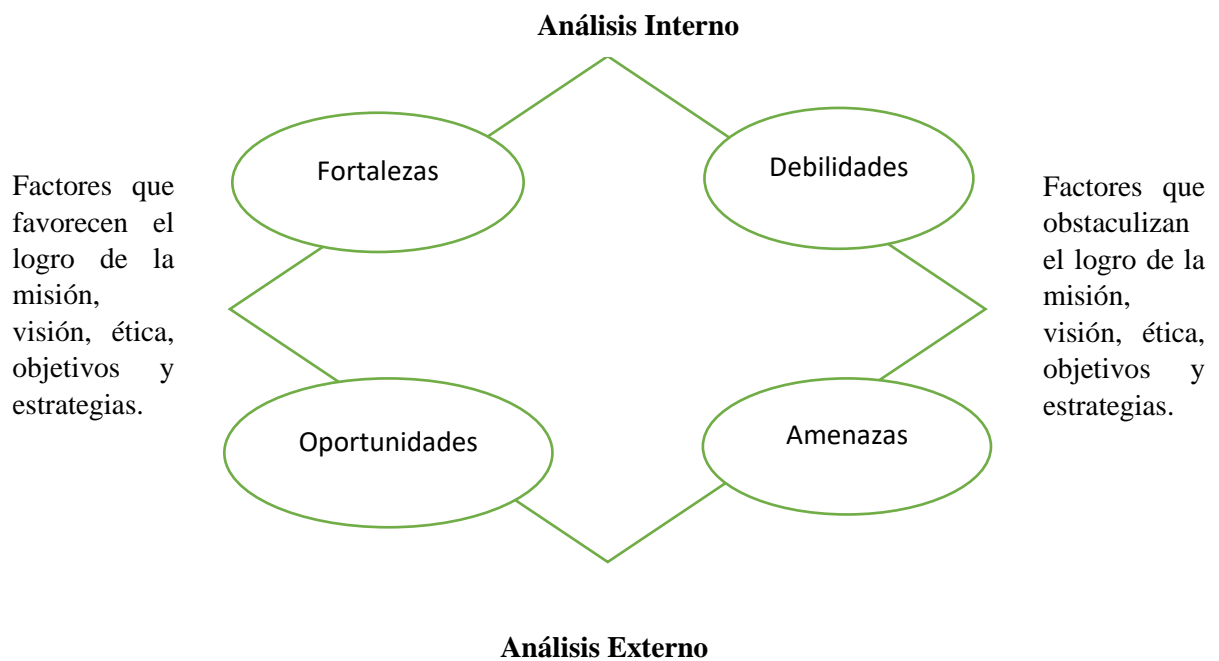 Análisis Interno
Fortalezas
Debilidades
Factores que
favorecen el
logro de la
misión,
visión, ética,
objetivos y
estrategias.
Factores que
obstaculizan
el logro de la
misión,
visión, ética,
objetivos y
estrategias.
Oportunidades
Amenazas
Análisis Externo